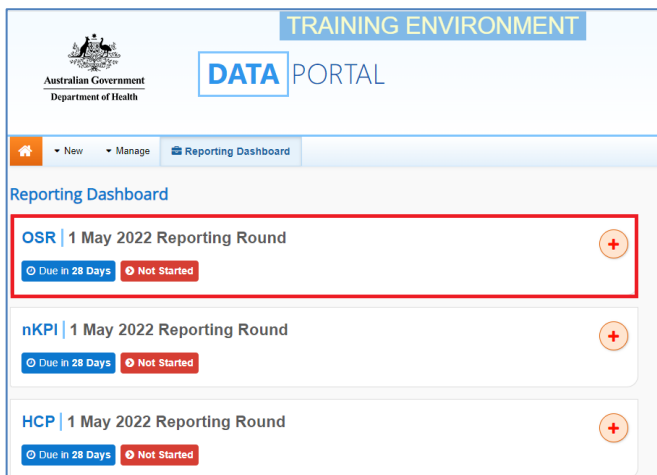 TRAINING ENVIRONMENT
Australian Government
Department of Health
DATA PORTAL
New Manage Reporting Dashboard
Reporting Dashboard
OSR | 1 May 2022 Reporting Round
Due in 28 Days Not Started
nKPI | 1 May 2022 Reporting Round
Due in 28 Days Not Started
HCP | 1 May 2022 Reporting Round
Due in 28 Days Not Started